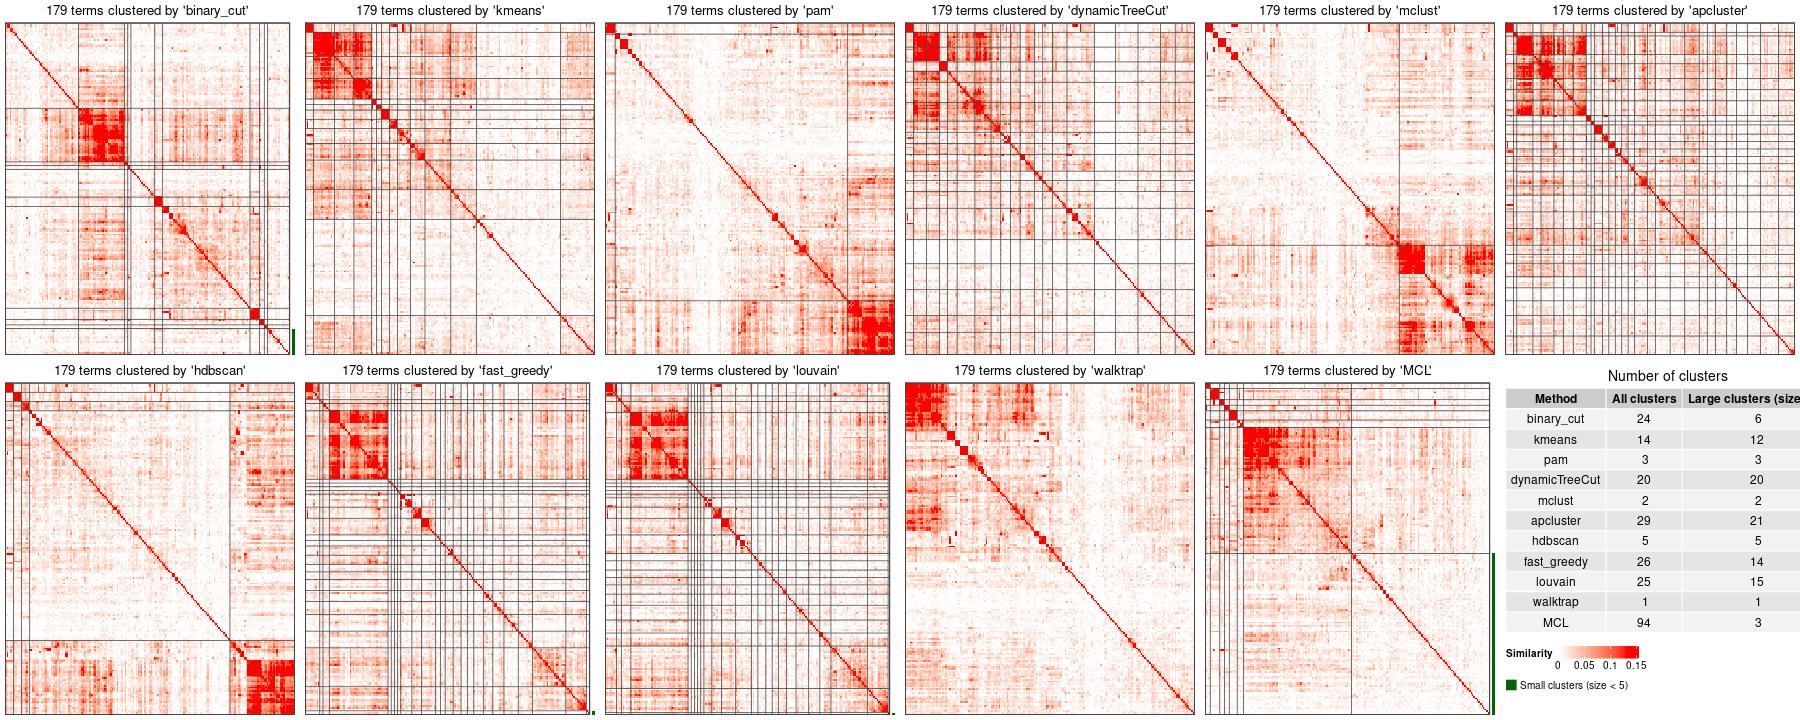 179 terms clustered by 'binary_cut'
179 terms clustered by 'kmeans'
179 terms clustered by 'pam'
179 terms clustered by 'dynamicTreeCut'
179 terms clustered by 'mclust'
179 terms clustered by 'apcluster'
179 terms clustered by 'hdbscan'
179 terms clustered by 'fast_greedy'
179 terms clustered by 'louvain'
179 terms clustered by 'walktrap'
179 terms clustered by 'MCL'
Number of clusters
Method All clusters Large clusters (size
binary_cut 24 6
kmeans 14 12
pam 3 3
dynamicTreeCut 20 20
mclust 2 2
apcluster 29 21
hdbscan 5 5
fast_greedy 26 14
louvain 25 15
walktrap 1 1
MCL 94 3
Similarity
0 0.05 0.1 0.15
Small clusters (size < 5)